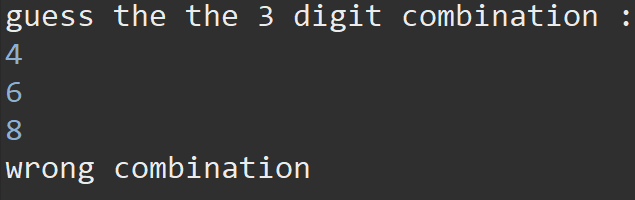 guess the the 3 digit combination :
4
6
8
wrong combination